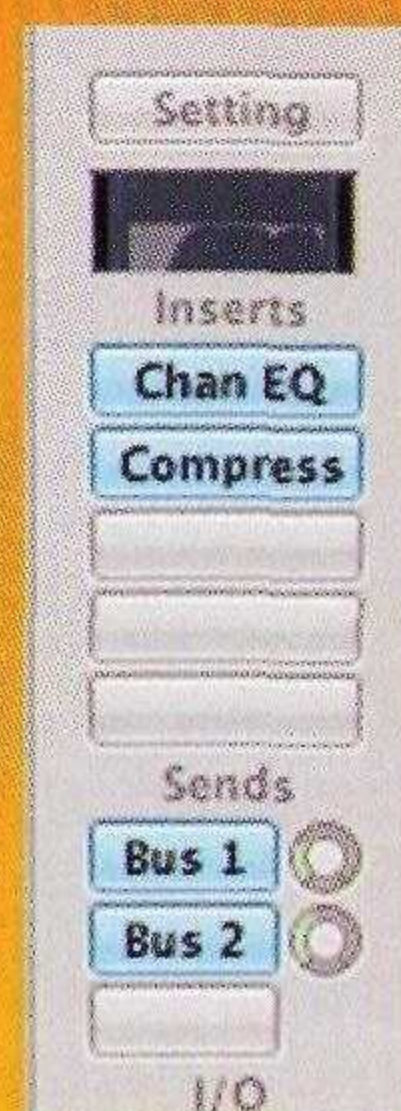 Setting
Inserts
Chan EQ
Compress
Sends
Bus 1
Bus 2
I/O